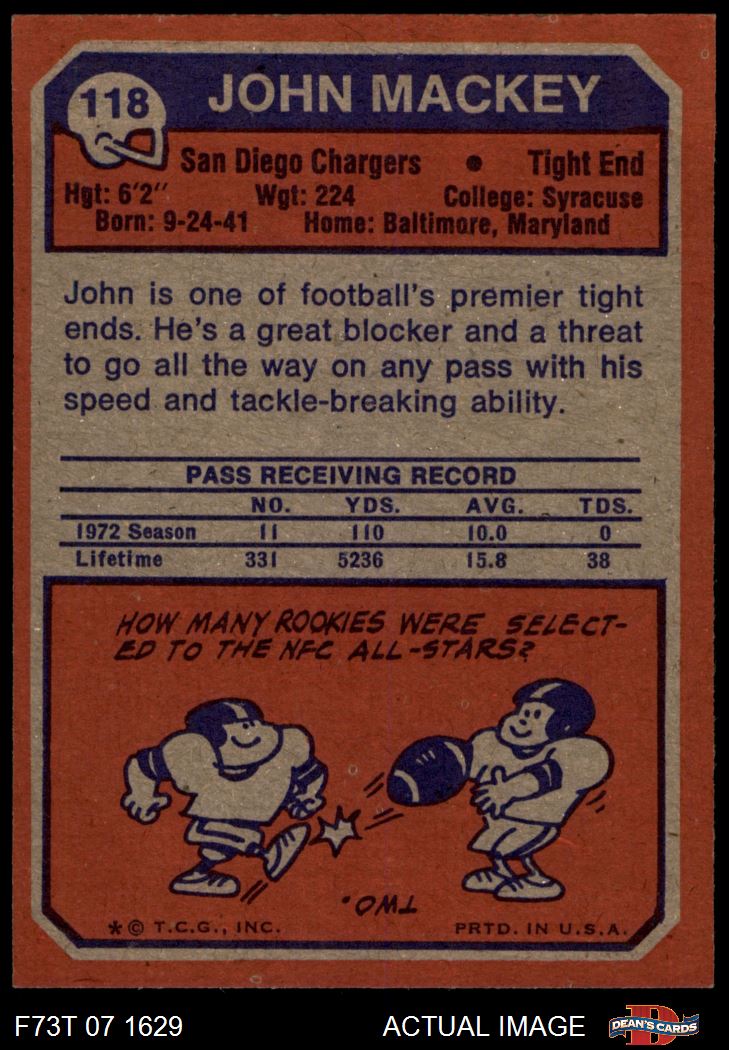 118
JOHN MACKEY
San Diego Chargers • Tight End
Hgt: 6'2" Wgt: 224 College: Syracuse
Born: 9-24-41 Home: Baltimore, Maryland
John is one of football's premier tight
ends. He's a great blocker and a threat
to go all the way on any pass with his
speed and tackle-breaking ability.
PASS RECEIVING RECORD
NO. YDS. AVG. TDS.
1972 Season 11 110 10.0 0
Lifetime 331 5236 15.8 38
HOW MANY ROOKIES WERE SELECT-
ED TO THE NFC ALL-STARS?
TWO.
* © T.C.G., INC. PRTD. IN U.S.A.
F73T 07 1629 ACTUAL IMAGE D DEAN'S CARDS